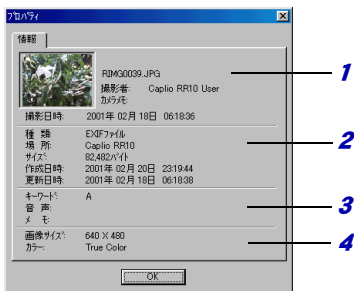 プロパティ
情報
RIMG0039.JPG
撮影者: Caplio RR10 User
カメラメモ:
撮影日時: 2001年 02月 18日 06:18:36
種 類: EXIFファイル
場 所: Caplio RR10
サイズ: 82,482バイト
作成日時: 2001年 02月 20日 23:19:44
更新日時: 2001年 02月 18日 06:18:38
キーワード: A
音 声:
メ モ:
画像サイズ: 640 X 480
カラー: True Color
OK
1
2
3
4